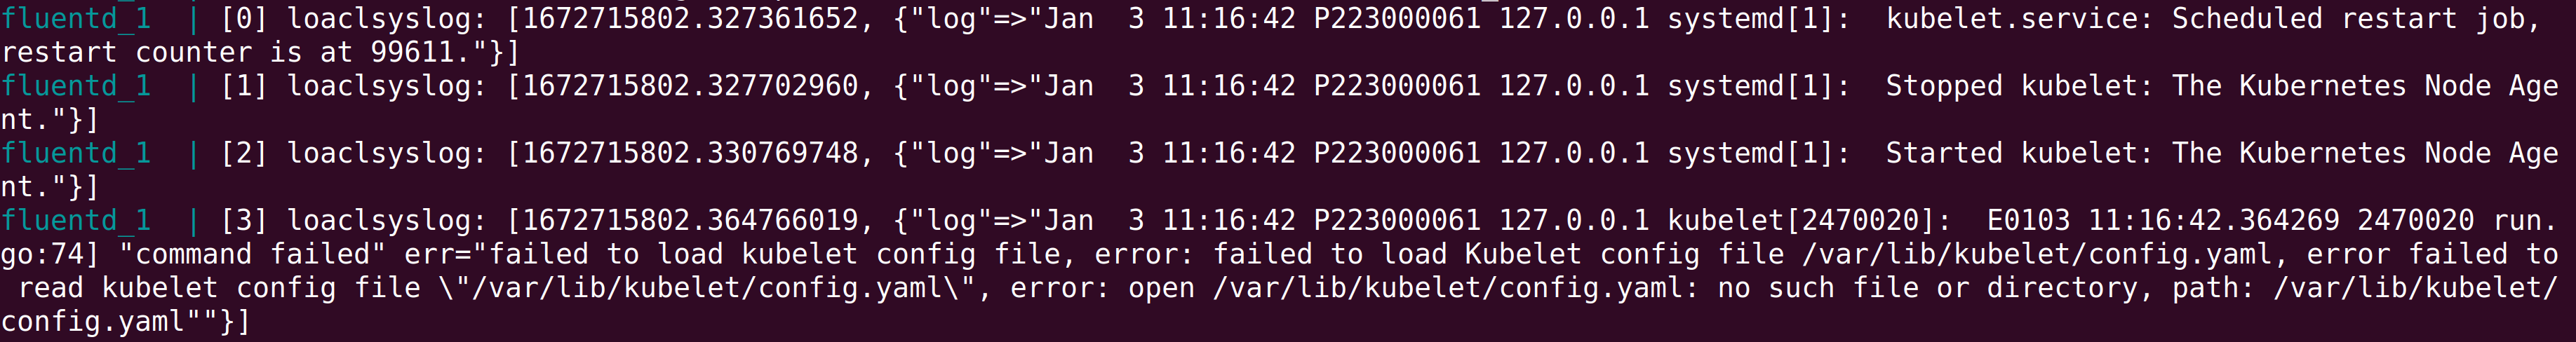 fluentd_1  | [0] loaclsyslog: [1672715802.327361652, {"log"=>"Jan  3 11:16:42 P223000061 127.0.0.1 systemd[1]:  kubelet.service: Scheduled restart job,
restart counter is at 99611."}]
fluentd_1  | [1] loaclsyslog: [1672715802.327702960, {"log"=>"Jan  3 11:16:42 P223000061 127.0.0.1 systemd[1]:  Stopped kubelet: The Kubernetes Node Age
nt."}]
fluentd_1  | [2] loaclsyslog: [1672715802.330769748, {"log"=>"Jan  3 11:16:42 P223000061 127.0.0.1 systemd[1]:  Started kubelet: The Kubernetes Node Age
nt."}]
fluentd_1  | [3] loaclsyslog: [1672715802.364766019, {"log"=>"Jan  3 11:16:42 P223000061 127.0.0.1 kubelet[2470020]:  E0103 11:16:42.364269 2470020 run.
go:74] "command failed" err="failed to load kubelet config file, error: failed to load Kubelet config file /var/lib/kubelet/config.yaml, error failed to
 read kubelet config file \"/var/lib/kubelet/config.yaml\", error: open /var/lib/kubelet/config.yaml: no such file or directory, path: /var/lib/kubelet/
config.yaml""}]